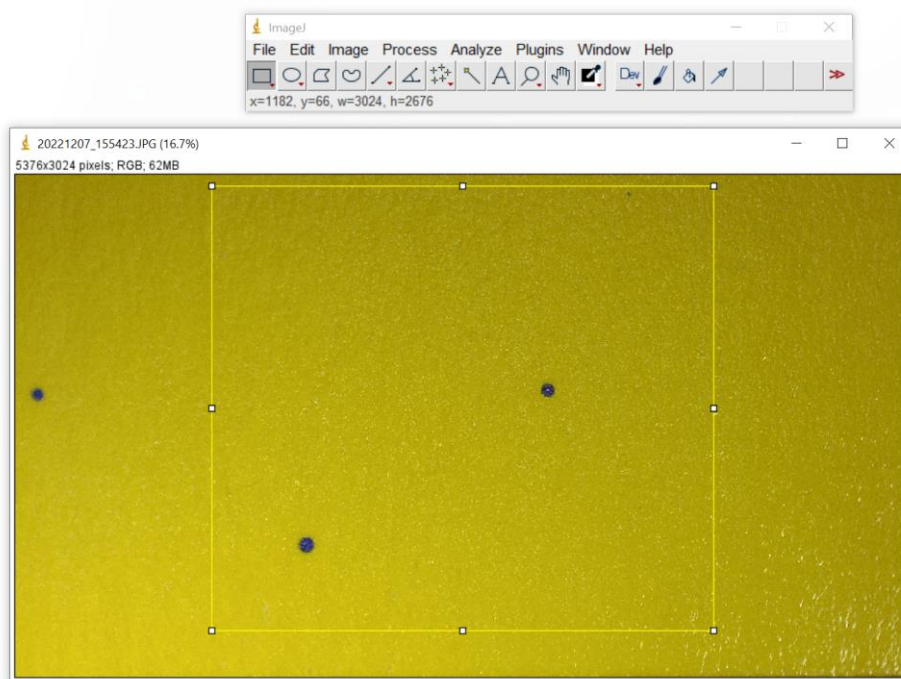 ImageJ
File Edit Image Process Analyze Plugins Window Help
A Dev >>
x=1182, y=66, w=3024, h=2676
20221207_155423.JPG (16.7%)
5376x3024 pixels; RGB; 62MB